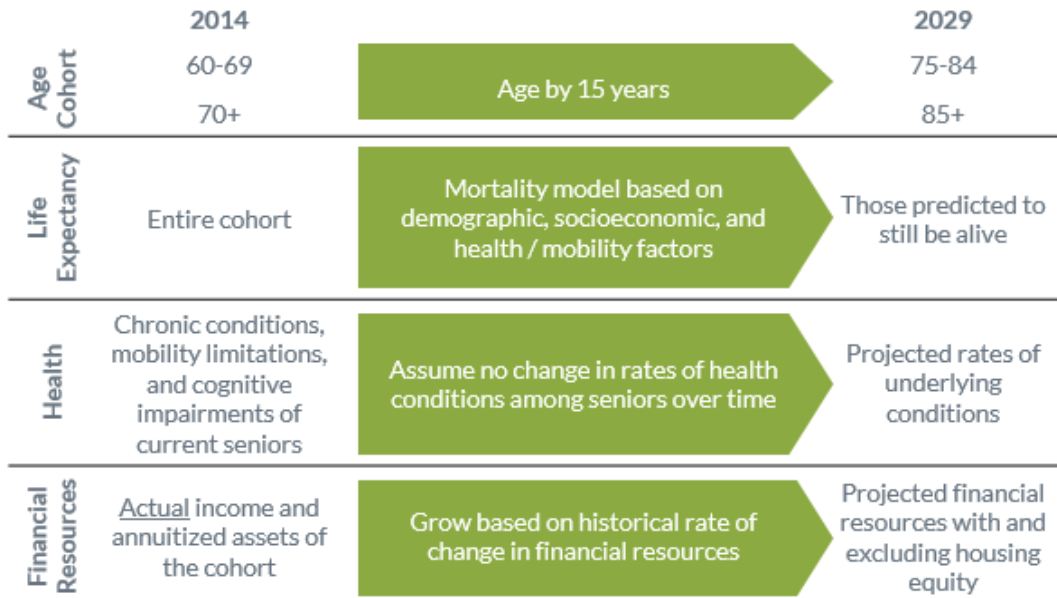 2014
2029
Age
Cohort
60-69
70+
Age by 15 years
75-84
85+
Life
Expectancy
Entire cohort
Mortality model based on
demographic, socioeconomic, and
health / mobility factors
Those predicted to
still be alive
Health
Chronic conditions,
mobility limitations,
and cognitive
impairments of
current seniors
Assume no change in rates of health
conditions among seniors over time
Projected rates of
underlying
conditions
Financial
Resources
Actual income and
annuitized assets of
the cohort
Grow based on historical rate of
change in financial resources
Projected financial
resources with and
excluding housing
equity